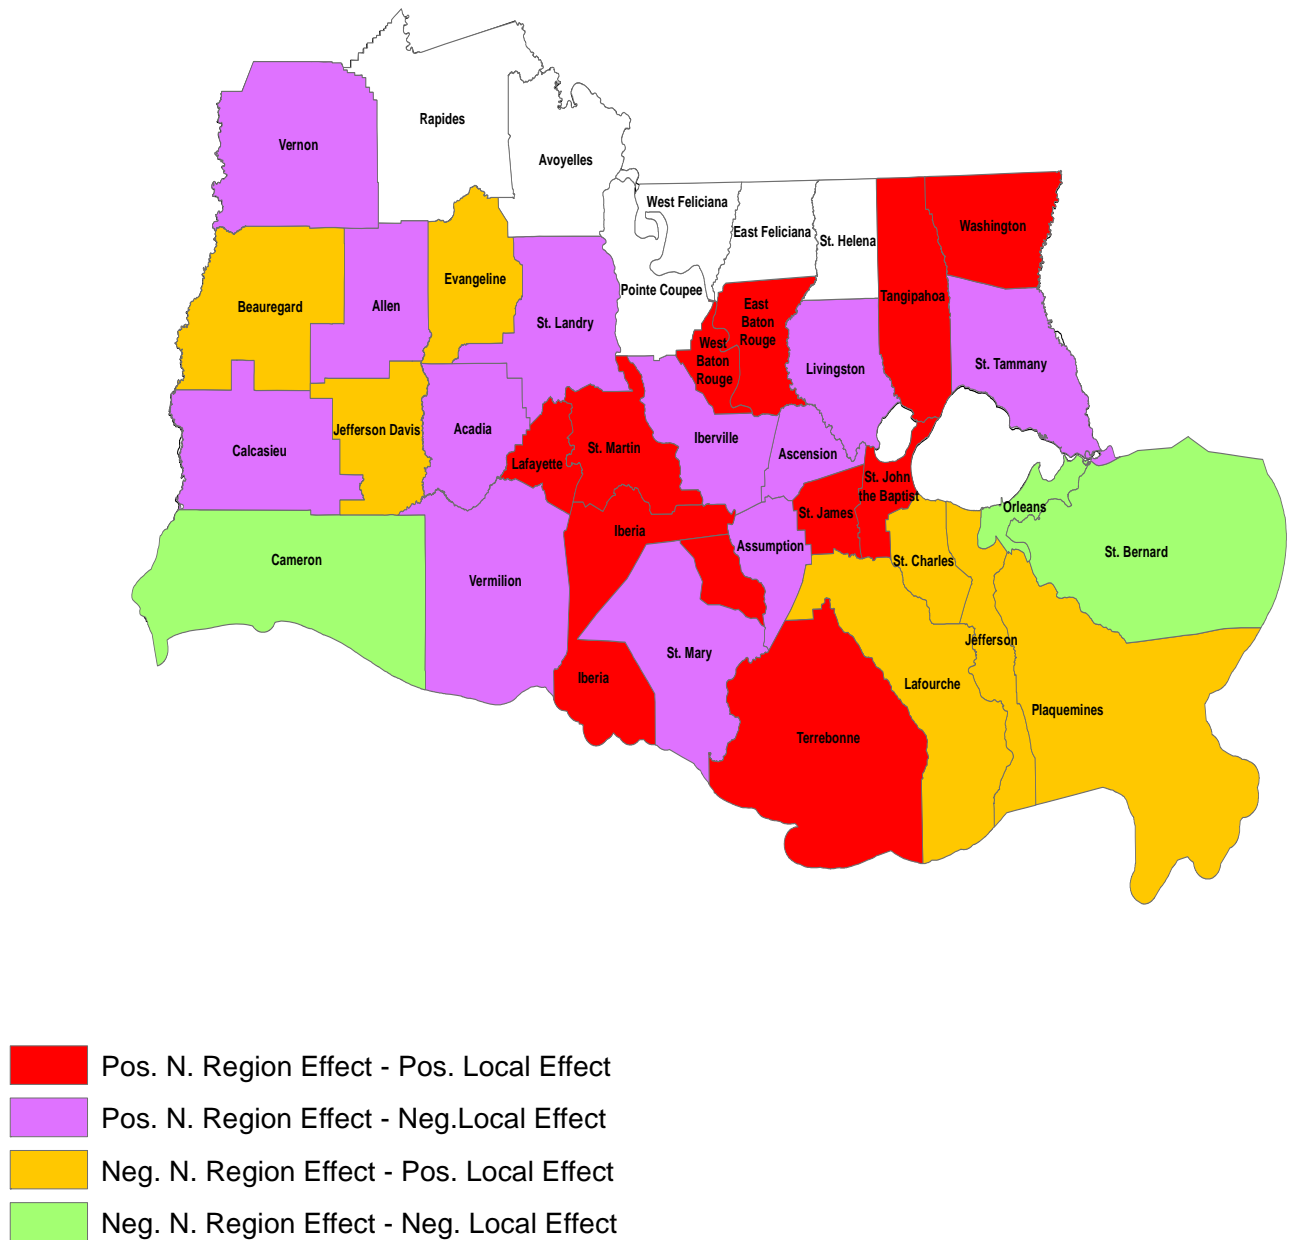 Rapides
Vernon
Avoyelles
West Feliciana
East Feliciana
St. Helena
Washington
Evangeline
Beauregard
Allen
Pointe Coupee
Tangipahoa
East
Baton
Rouge
St. Landry
West
Baton
Rouge
Livingston
St. Tammany
Jefferson Davis
Acadia
Calcasieu
Lafayette
St. Martin
Iberville
Ascension
St. John
the Baptist
Orleans
St. James
Iberia
Assumption
St. Bernard
Cameron
Vermilion
St. Charles
Jefferson
St. Mary
Iberia
Lafourche
Plaquemines
Terrebonne
Pos. N. Region Effect - Pos. Local Effect
Pos. N. Region Effect - Neg.Local Effect
Neg. N. Region Effect - Pos. Local Effect
Neg. N. Region Effect - Neg. Local Effect